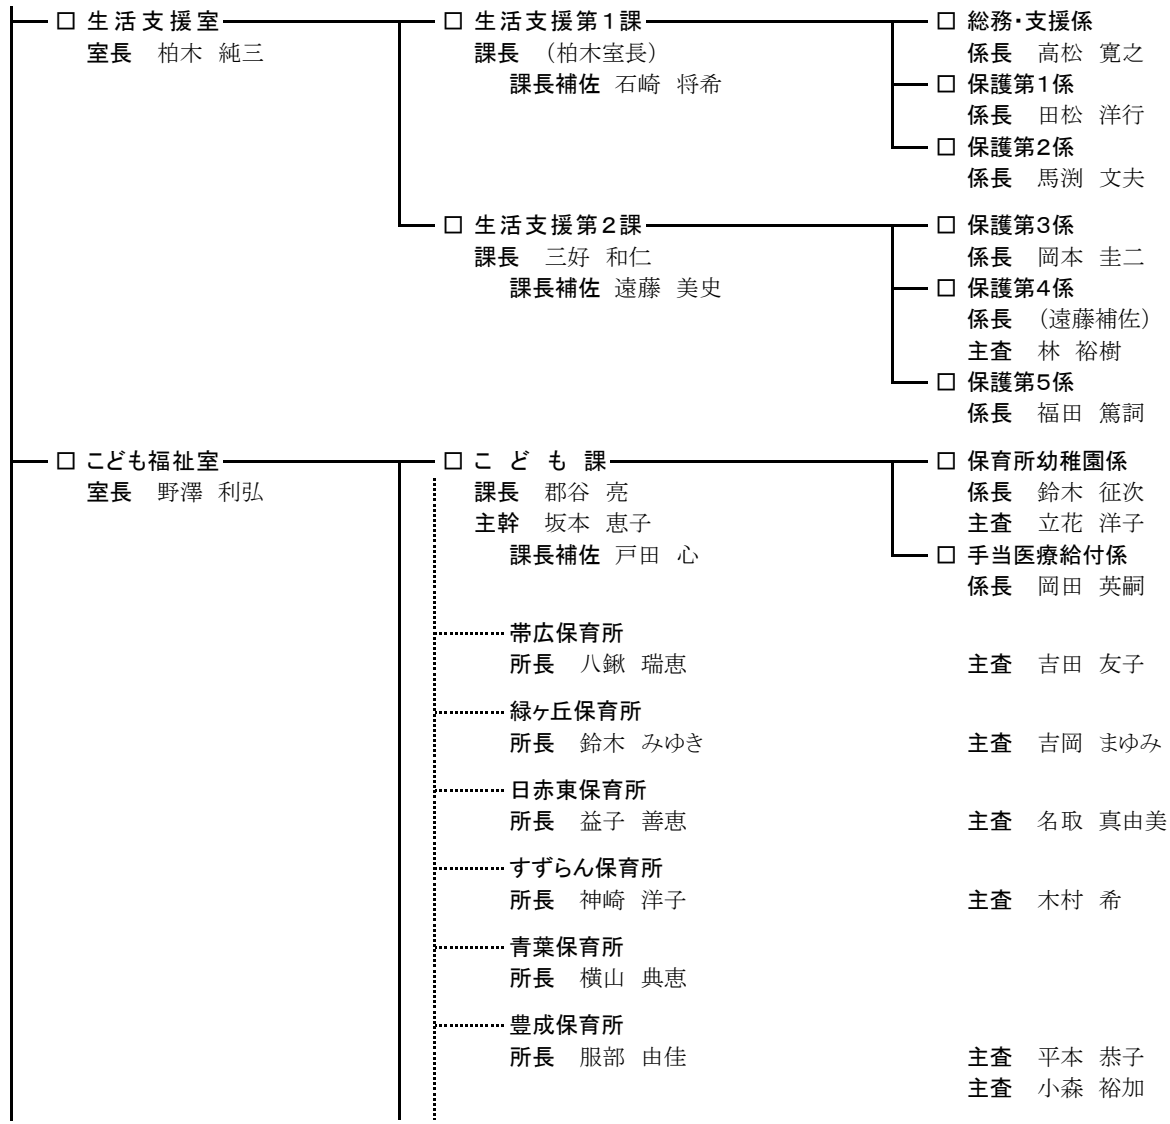 □ 生活支援室 □ 生活支援第1課 □ 総務・支援係
室長 柏木 純三 課長 (柏木室長) 係長 高松 寛之
課長補佐 石崎 将希 □ 保護第1係
係長 田松 洋行
□ 保護第2係
係長 馬渕 文夫
□ 生活支援第2課 □ 保護第3係
課長 三好 和仁 係長 岡本 圭二
課長補佐 遠藤 美史 □ 保護第4係
係長 (遠藤補佐)
主査 林 裕樹
□ 保護第5係
係長 福田 篤詞
□ こども福祉室 □ こども課 □ 保育所幼稚園係
室長 野澤 利弘 課長 郡谷 亮 係長 鈴木 征次
主幹 坂本 恵子 主査 立花 洋子
課長補佐 戸田 心 □ 手当医療給付係
係長 岡田 英嗣
帯広保育所
所長 八鍬 瑞恵 主査 吉田 友子
緑ヶ丘保育所
所長 鈴木 みゆき 主査 吉岡 まゆみ
日赤東保育所
所長 益子 善恵 主査 名取 真由美
すずらん保育所
所長 神崎 洋子 主査 木村 希
青葉保育所
所長 横山 典恵
豊成保育所
所長 服部 由佳 主査 平本 恭子
主査 小森 裕加